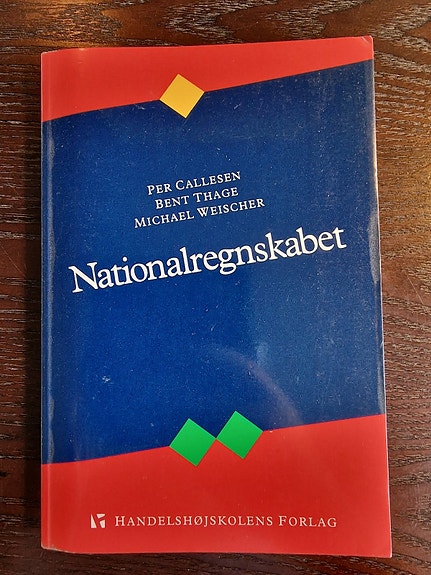 PER CALLESEN
BENT THAGE
MICHAEL WEISCHER
Nationalregnskabet
HANDELSHØJSKOLENS FORLAG